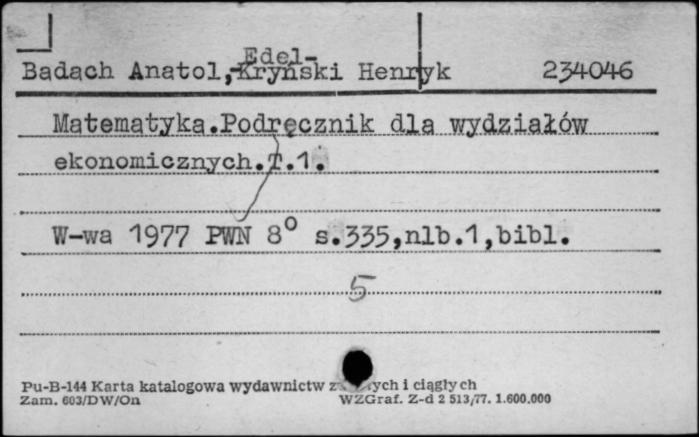 Badach Anatol, Edel-Kryński Henryk 234046
Matematyka.Podręcznik dla wydziałów
ekonomicznych.T.1.
W-wa 1977 PWN 8° s.335,nlb.1,bibl.
5
Pu-B-144 Karta katalogowa wydawnictw i ciągłych
Zam. 603/DW/On WZGraf. Z-d 2 513/77. 1.600.000